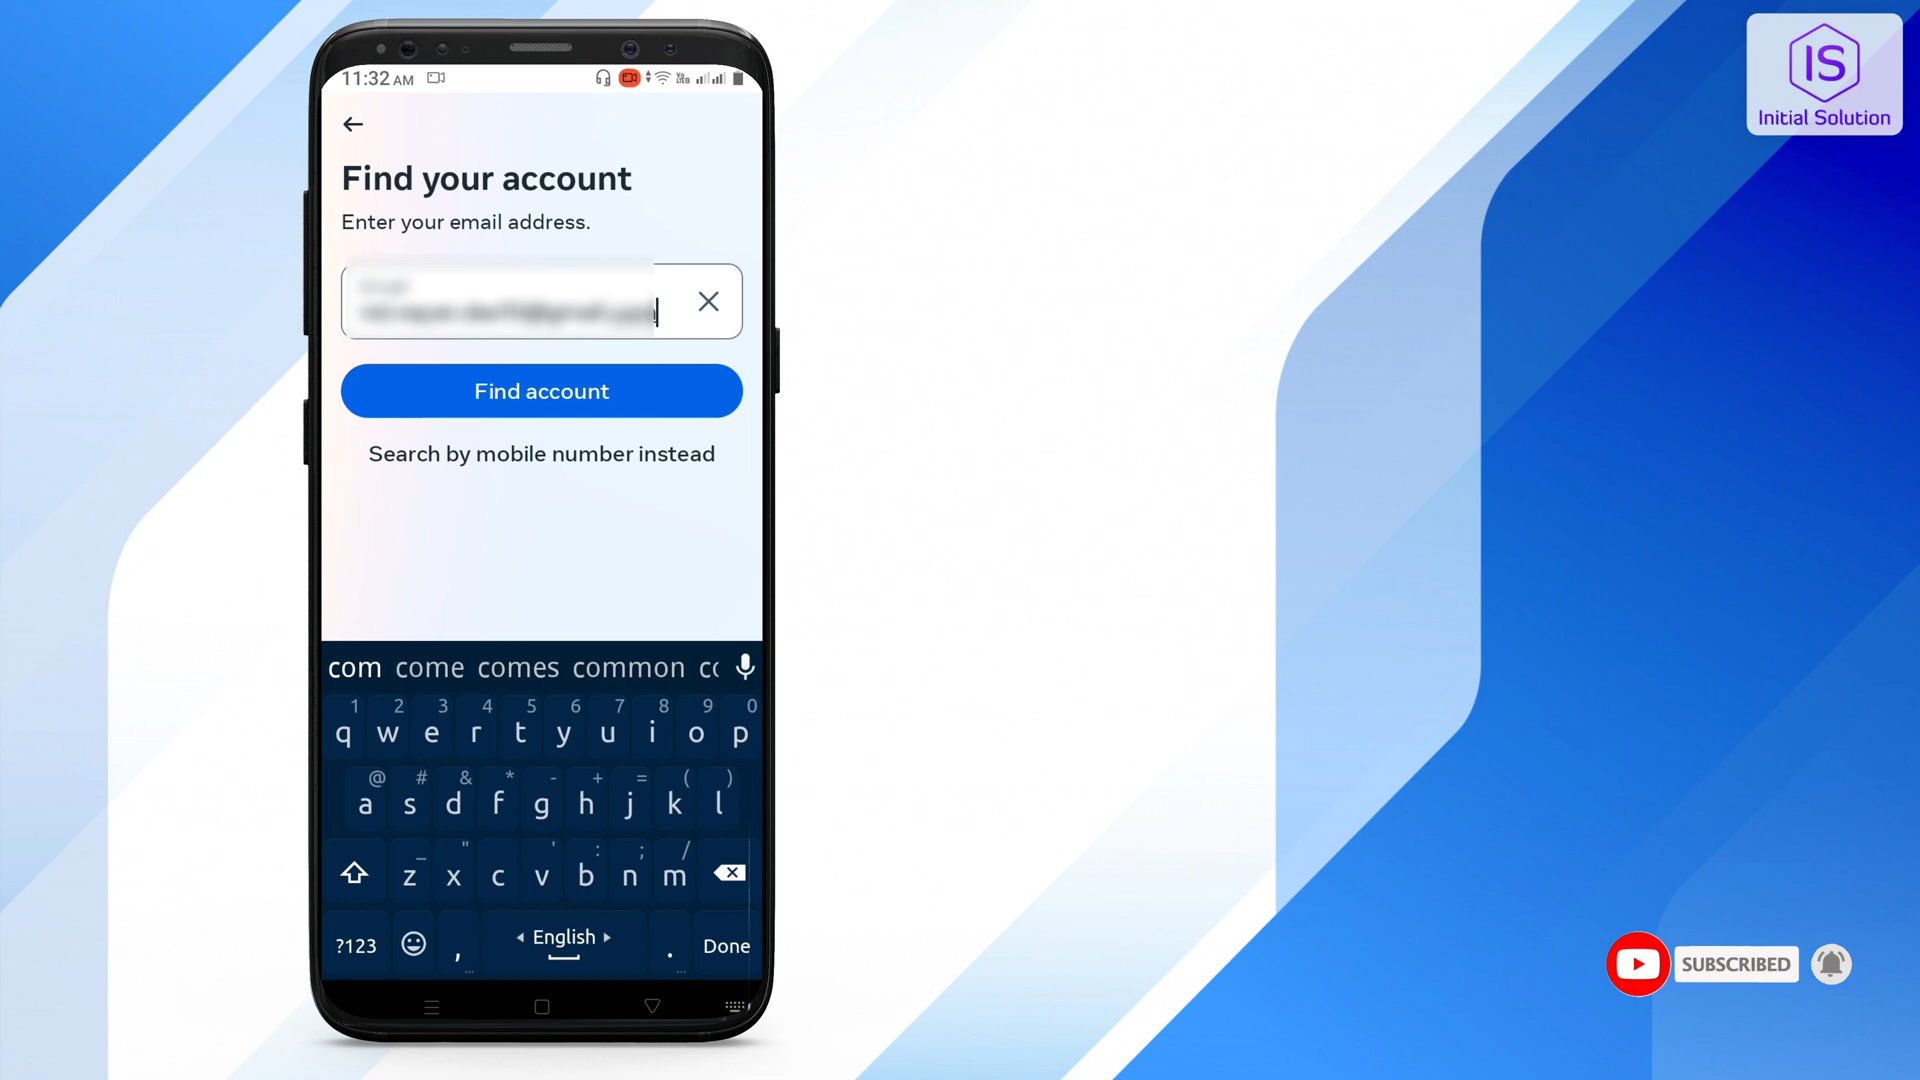 IS
Initial Solution
11:32 AM
Find your account
Enter your email address.
Find account
Search by mobile number instead
com come comes common
1 2 3 4 5 6 7 8 9 0
q w e r t y u i o p
@ # & * - + = ( )
a s d f g h j k l
_ " ' : ; /
z x c v b n m
?123 , English . Done
SUBSCRIBED